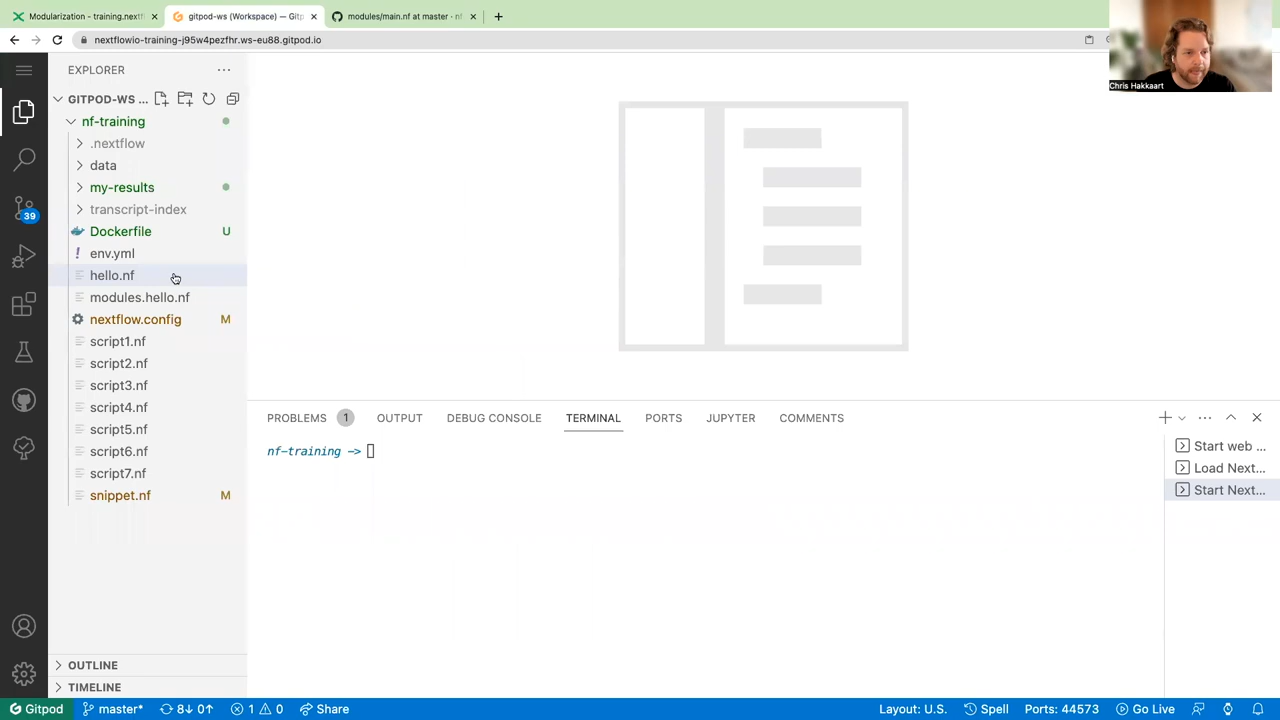 Modularization - training.nextfl
gitpod-ws (Workspace) — Gitp
modules/main.nf at master · nf
nextflowio-training-j95w4pezfhr.ws-eu88.gitpod.io
Chris Hakkaart
EXPLORER
GITPOD-WS ...
nf-training
.nextflow
data
my-results
transcript-index
Dockerfile U
env.yml
hello.nf
modules.hello.nf
nextflow.config M
script1.nf
script2.nf
script3.nf
script4.nf
script5.nf
script6.nf
script7.nf
snippet.nf M
39
PROBLEMS 1 OUTPUT DEBUG CONSOLE TERMINAL PORTS JUPYTER COMMENTS
nf-training ->
Start web ...
Load Next...
Start Next...
OUTLINE
TIMELINE
Gitpod master* 8↓ 0↑ 1 0 Share Layout: U.S. Spell Ports: 44573 Go Live